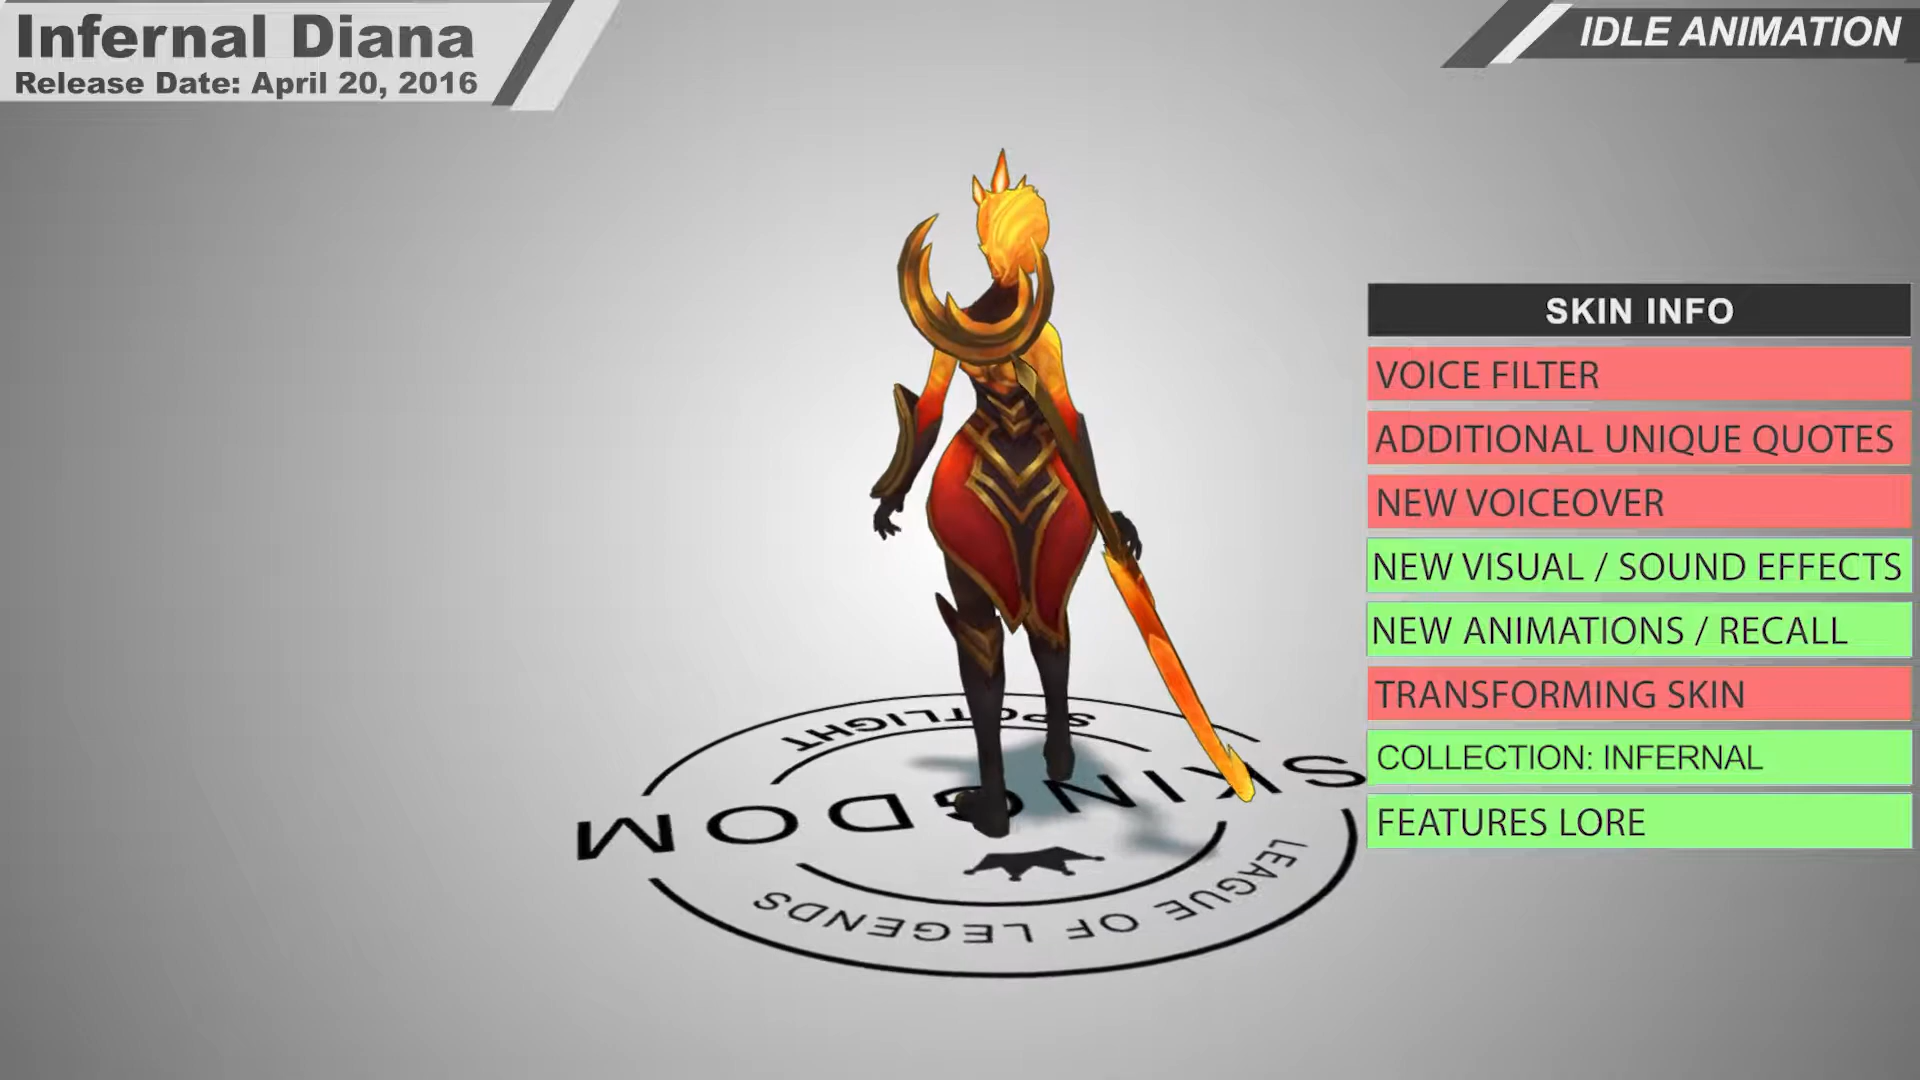 Infernal Diana
Release Date: April 20, 2016
IDLE ANIMATION
SKIN INFO
VOICE FILTER
ADDITIONAL UNIQUE QUOTES
NEW VOICEOVER
NEW VISUAL / SOUND EFFECTS
NEW ANIMATIONS / RECALL
TRANSFORMING SKIN
COLLECTION: INFERNAL
FEATURES LORE
SPOTLIGHT
SKINGDOM
LEAGUE OF LEGENDS